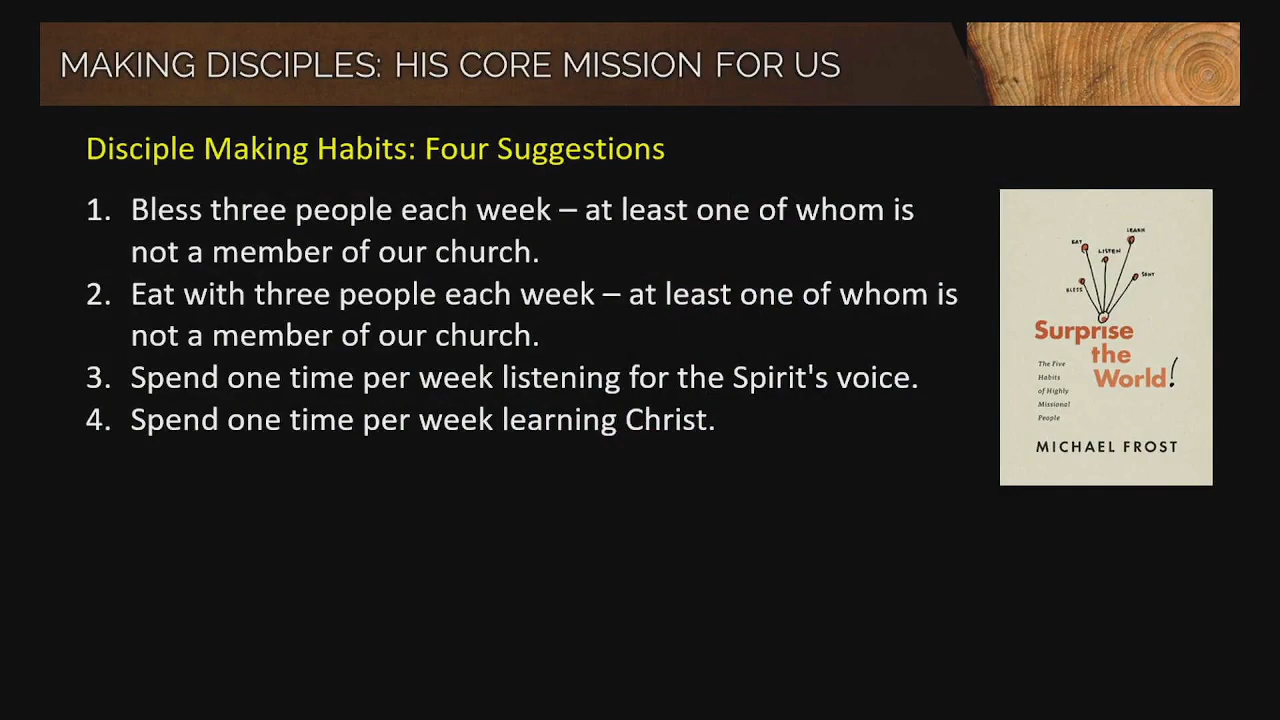 MAKING DISCIPLES: HIS CORE MISSION FOR US
Disciple Making Habits: Four Suggestions
1. Bless three people each week – at least one of whom is
not a member of our church.
2. Eat with three people each week – at least one of whom is
not a member of our church.
3. Spend one time per week listening for the Spirit's voice.
4. Spend one time per week learning Christ.
LEARN
EAT
LISTEN
SENT
BLESS
Surprise
the
World!
The Five
Habits
of Highly
Missional
People
MICHAEL FROST